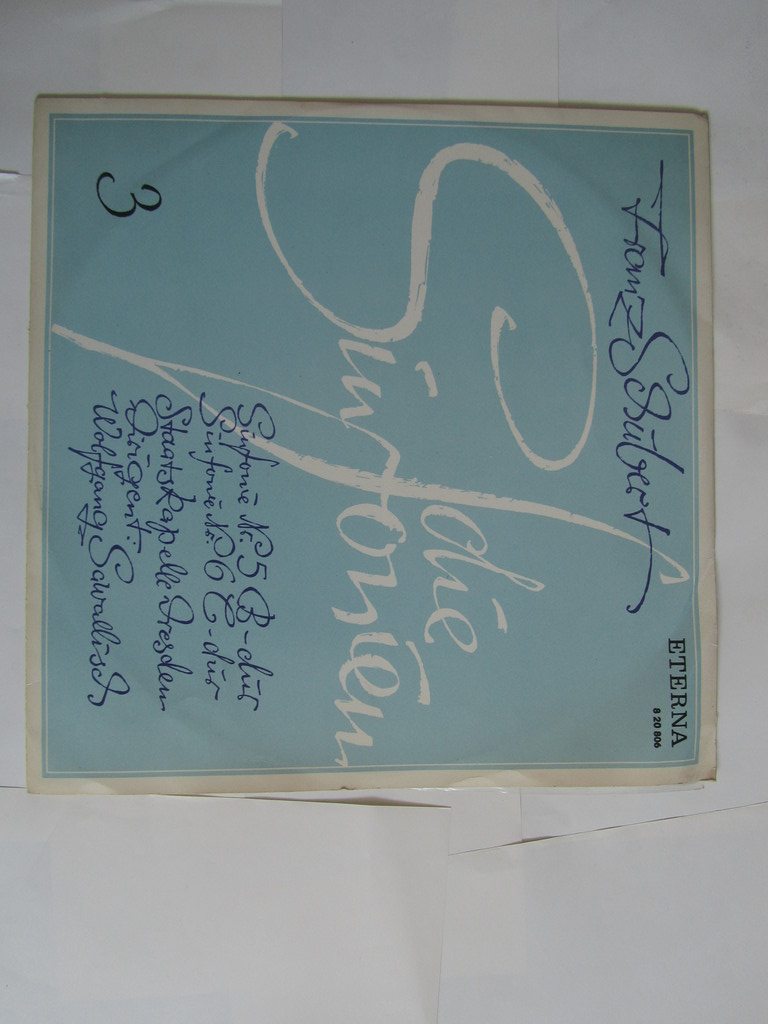 Franz Schubert
ETERNA
8 20 806
die
Sinfonien
Sinfonie Nr. 5 B-dur
Sinfonie Nr. 6 C-dur
Staatskapelle Dresden
Dirigent:
Wolfgang Sawallisch
3